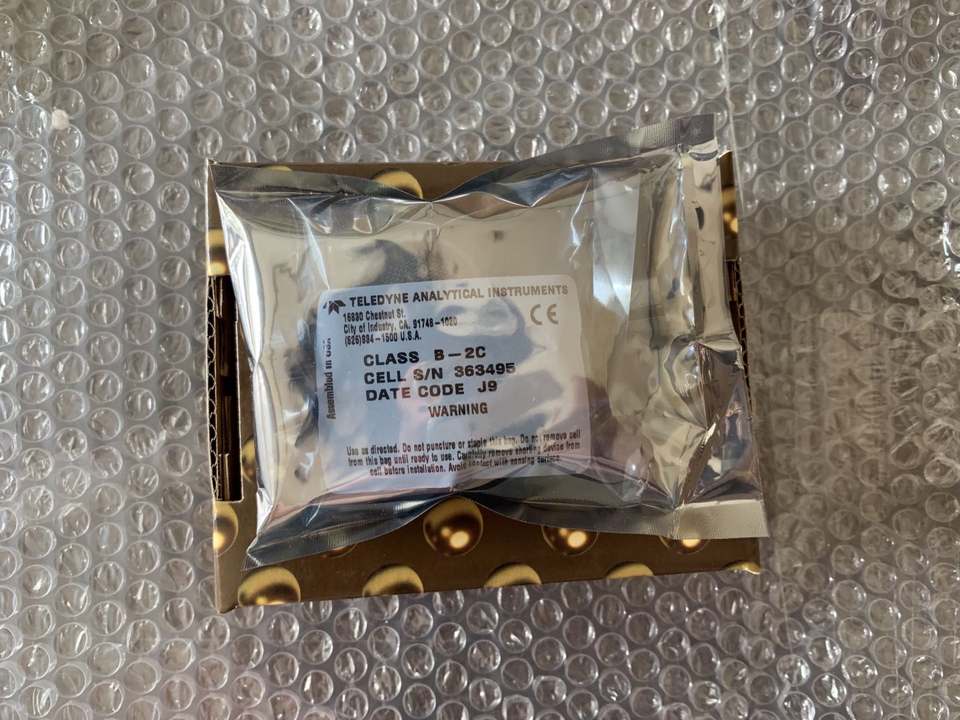 TELEDYNE ANALYTICAL INSTRUMENTS
16830 Chestnut St.
City of Industry, CA. 91748-1020
(626)934-1500 U.S.A.
CE
Assembled in USA
CLASS B-2C
CELL S/N 363495
DATE CODE J9
WARNING
Use as directed. Do not puncture or staple this bag. Do not remove cell
from this bag until ready to use. Carefully remove shorting device from
cell before installation. Avoid contact with sensing surface.